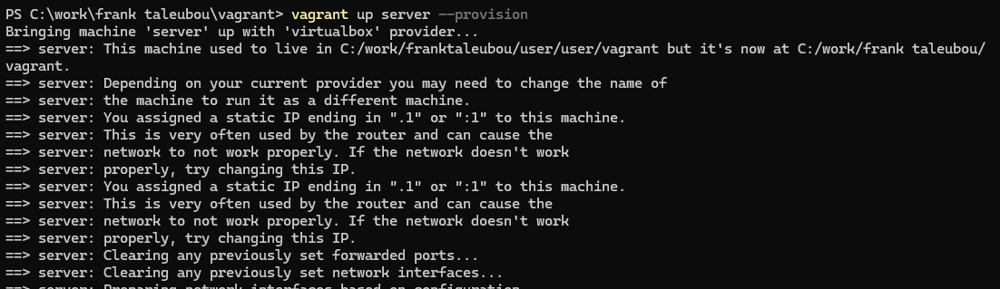 PS C:\work\frank taleubou\vagrant> vagrant up server --provision
Bringing machine 'server' up with 'virtualbox' provider...
==> server: This machine used to live in C:/work/franktaleubou/user/user/vagrant but it's now at C:/work/frank taleubou/
vagrant.
==> server: Depending on your current provider you may need to change the name of
==> server: the machine to run it as a different machine.
==> server: You assigned a static IP ending in ".1" or ":1" to this machine.
==> server: This is very often used by the router and can cause the
==> server: network to not work properly. If the network doesn't work
==> server: properly, try changing this IP.
==> server: You assigned a static IP ending in ".1" or ":1" to this machine.
==> server: This is very often used by the router and can cause the
==> server: network to not work properly. If the network doesn't work
==> server: properly, try changing this IP.
==> server: Clearing any previously set forwarded ports...
==> server: Clearing any previously set network interfaces...
==> server: Preparing network interfaces based on configuration